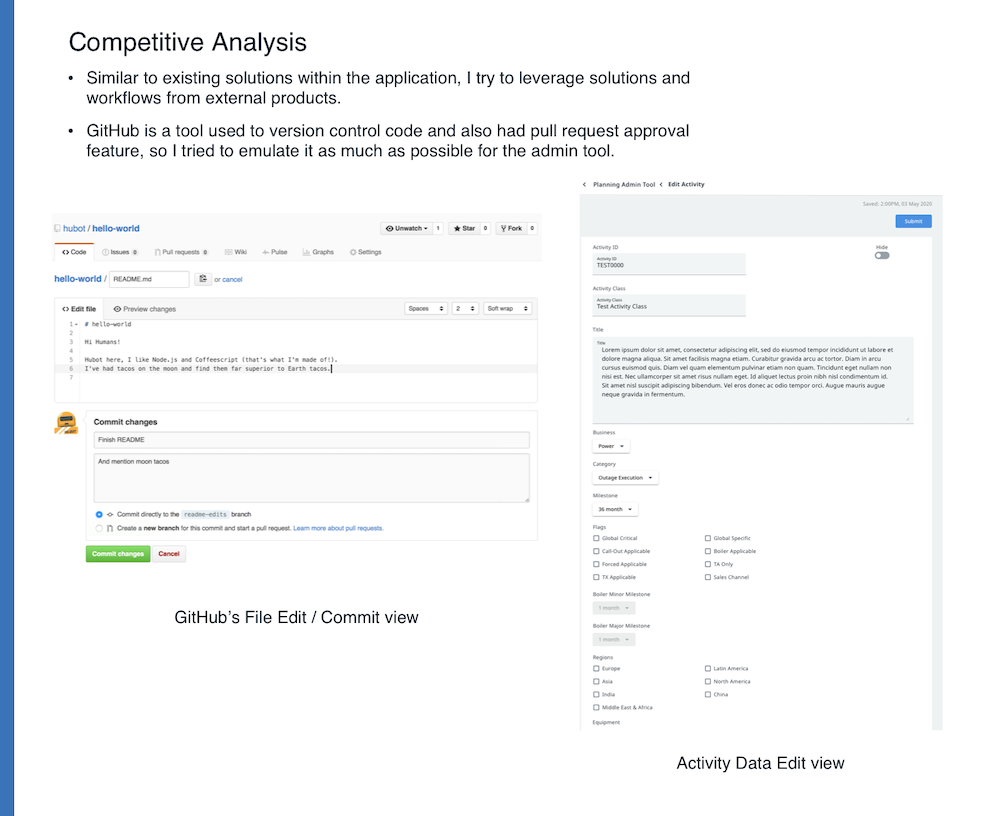 Competitive Analysis
• Similar to existing solutions within the application, I try to leverage solutions and
workflows from external products.
• GitHub is a tool used to version control code and also had pull request approval
feature, so I tried to emulate it as much as possible for the admin tool.
hubot / hello-world
Unwatch 1 Star 0 Fork 0
Code Issues 0 Pull requests 0 Wiki Pulse Graphs Settings
hello-world / README.md or cancel
Edit file Preview changes Spaces 2 Soft wrap
1 # hello-world
2
3 Hi Humans!
4
5 Hubot here, I like Node.js and Coffeescript (that's what I'm made of!).
6 I've had tacos on the moon and find them far superior to Earth tacos.
7
Commit changes
Finish README
And mention moon tacos
Commit directly to the readme-edits branch
Create a new branch for this commit and start a pull request. Learn more about pull requests.
Commit changes Cancel
GitHub's File Edit / Commit view
< Planning Admin Tool < Edit Activity
Saved: 2:00PM, 03 May 2020
Submit
Activity ID
Hide
Activity ID
TEST0000
Activity Class
Activity Class
Test Activity Class
Title
Title
Lorem ipsum dolor sit amet, consectetur adipiscing elit, sed do eiusmod tempor incididunt ut labore et
dolore magna aliqua. Sit amet facilisis magna etiam. Curabitur gravida arcu ac tortor. Diam in arcu
cursus euismod quis. Diam vel quam elementum pulvinar etiam non quam. Tincidunt eget nullam non
nisi est. Nec ullamcorper sit amet risus nullam eget. Id aliquet lectus proin nibh nisl condimentum id.
Sit amet nisl suscipit adipiscing bibendum. Vel eros donec ac odio tempor orci. Augue mauris augue
neque gravida in fermentum.
Business
Power
Category
Outage Execution
Milestone
36 month
Flags
Global Critical Global Specific
Call-Out Applicable Boiler Applicable
Forced Applicable TA Only
TX Applicable Sales Channel
Boiler Minor Milestone
1 month
Boiler Major Milestone
1 month
Regions
Europe Latin America
Asia North America
India China
Middle East & Africa
Equipment
Activity Data Edit view